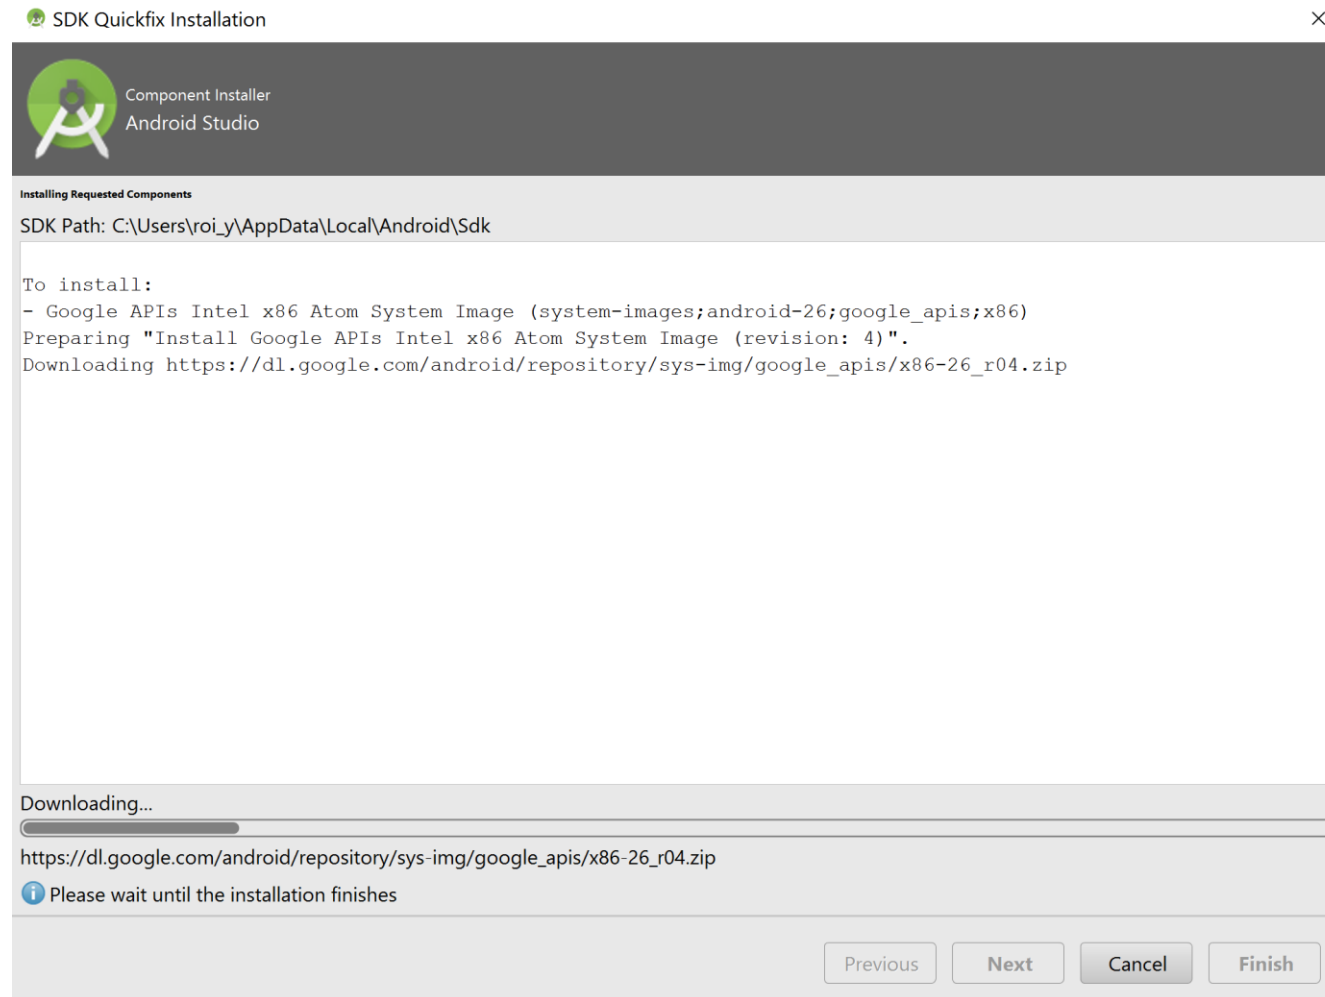 SDK Quickfix Installation
Component Installer
Android Studio
Installing Requested Components
SDK Path: C:\Users\roi_y\AppData\Local\Android\Sdk
To install:
- Google APIs Intel x86 Atom System Image (system-images;android-26;google_apis;x86)
Preparing "Install Google APIs Intel x86 Atom System Image (revision: 4)".
Downloading https://dl.google.com/android/repository/sys-img/google_apis/x86-26_r04.zip
Downloading...
https://dl.google.com/android/repository/sys-img/google_apis/x86-26_r04.zip
Please wait until the installation finishes
Previous Next Cancel Finish